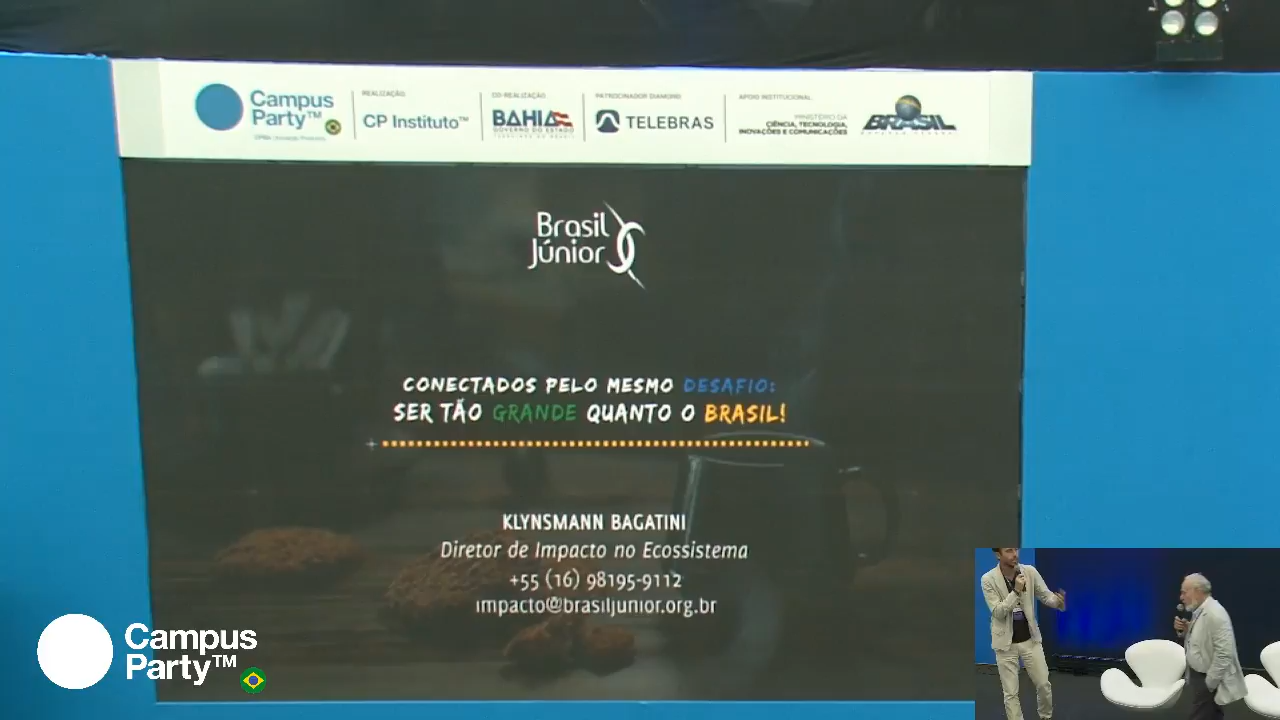 Campus
Party™
REALIZAÇÃO
CP Instituto™
CO-REALIZAÇÃO
BAHIA
GOVERNO DO ESTADO
PATROCINADOR DIAMOND
TELEBRAS
APOIO INSTITUCIONAL
MINISTÉRIO DA
CIÊNCIA, TECNOLOGIA,
INOVAÇÕES E COMUNICAÇÕES
BRASIL
Brasil
Júnior
CONECTADOS PELO MESMO DESAFIO:
SER TÃO GRANDE QUANTO O BRASIL!
KLYNSMANN BAGATINI
Diretor de Impacto no Ecossistema
+55 (16) 98195-9112
impacto@brasiljunior.org.br
Campus
Party™